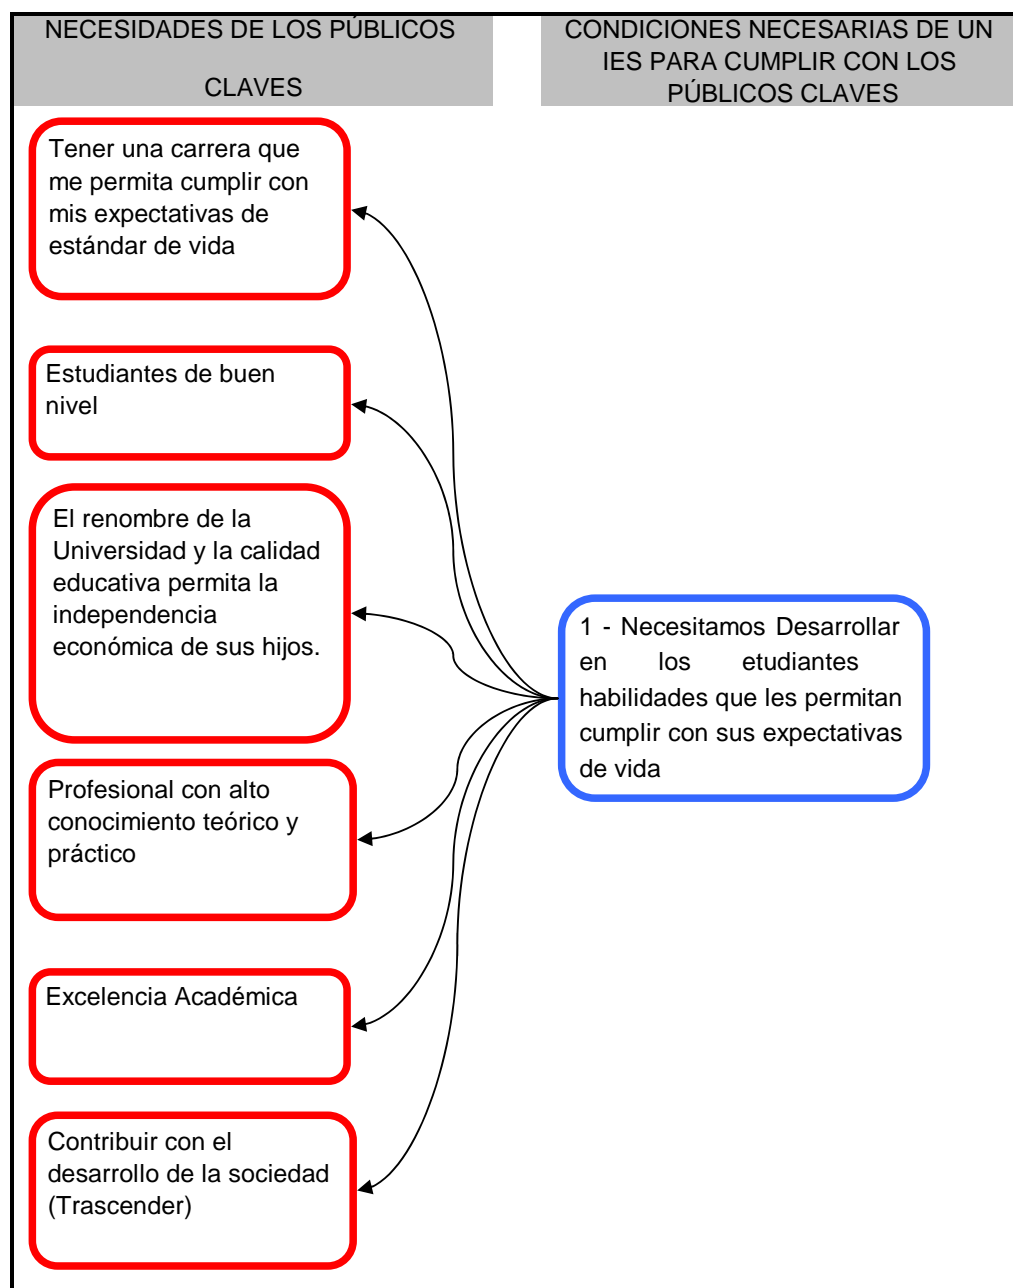 NECESIDADES DE LOS PÚBLICOS
CLAVES
CONDICIONES NECESARIAS DE UN
IES PARA CUMPLIR CON LOS
PÚBLICOS CLAVES
Tener una carrera que
me permita cumplir con
mis expectativas de
estándar de vida
Estudiantes de buen
nivel
El renombre de la
Universidad y la calidad
educativa permita la
independencia
económica de sus hijos.
Profesional con alto
conocimiento teórico y
práctico
Excelencia Académica
Contribuir con el
desarrollo de la sociedad
(Trascender)
1 - Necesitamos Desarrollar
en los etudiantes
habilidades que les permitan
cumplir con sus expectativas
de vida